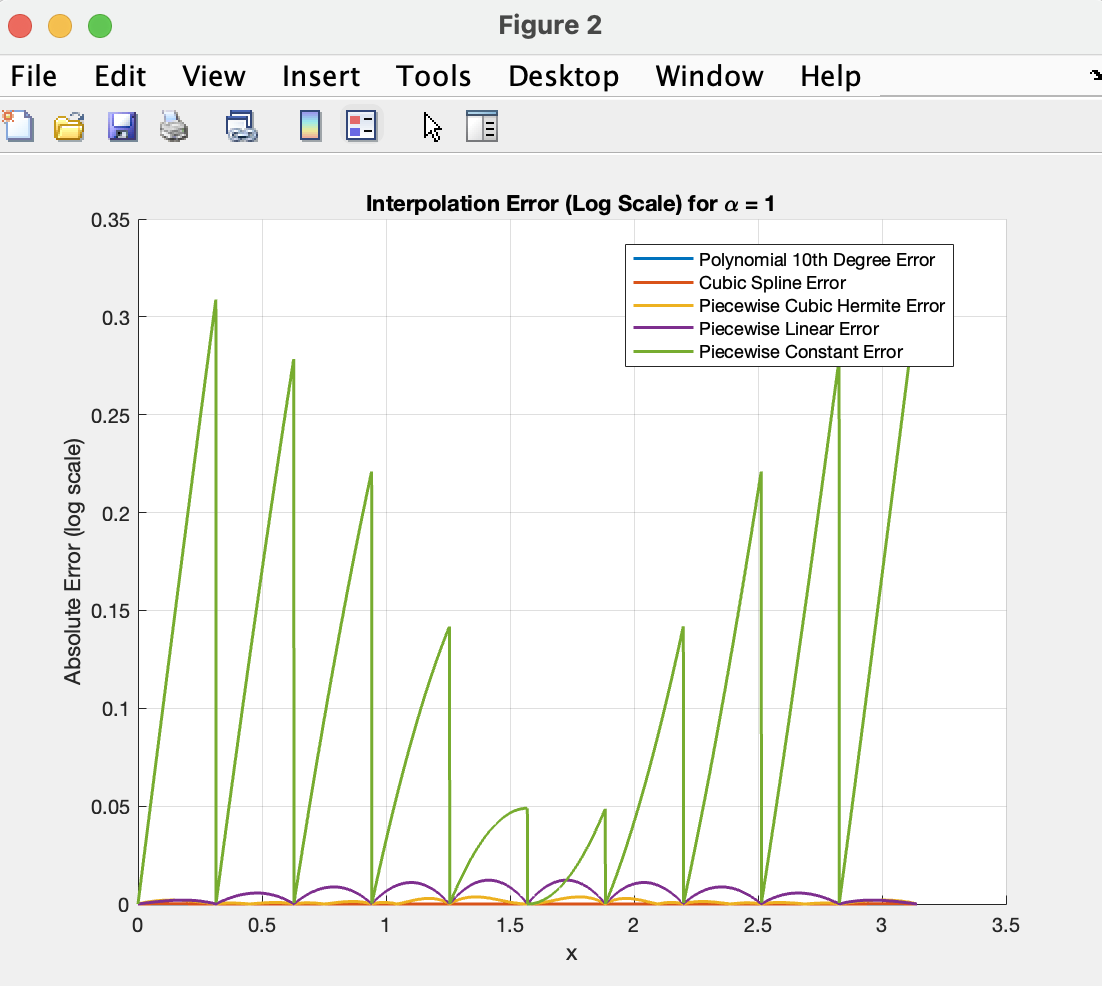 Figure 2
File Edit View Insert Tools Desktop Window Help
Interpolation Error (Log Scale) for α = 1
Polynomial 10th Degree Error
Cubic Spline Error
Piecewise Cubic Hermite Error
Piecewise Linear Error
Piecewise Constant Error
Absolute Error (log scale)
0.35
0.3
0.25
0.2
0.15
0.1
0.05
0
0 0.5 1 1.5 2 2.5 3 3.5
x